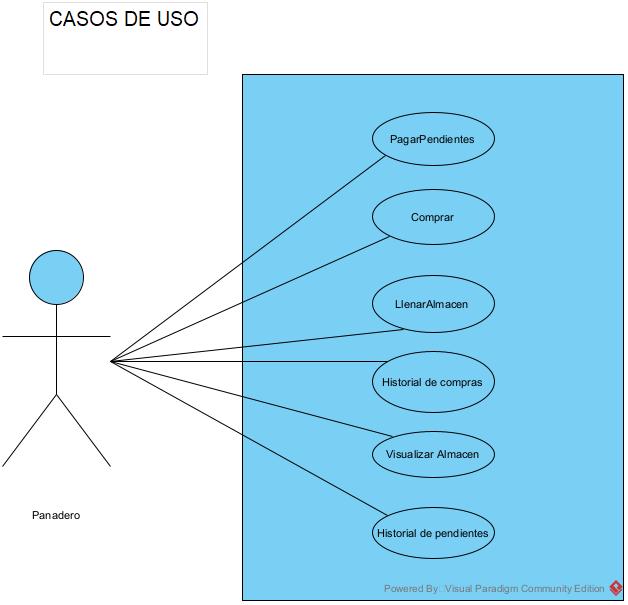 CASOS DE USO
PagarPendientes
Comprar
LlenarAlmacen
Historial de compras
Visualizar Almacen
Panadero
Historial de pendientes
Powered By: Visual Paradigm Community Edition